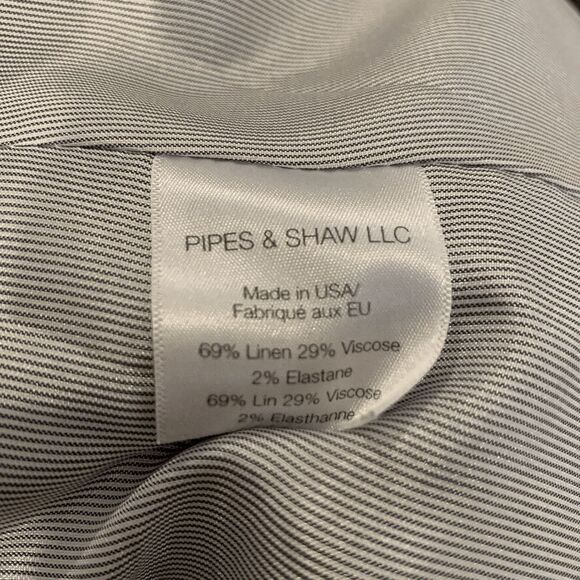 PIPES & SHAW LLC
Made in USA/
Fabriqué aux EU
69% Linen 29% Viscose
2% Elastane
69% Lin 29% Viscose
2% Elasthanne